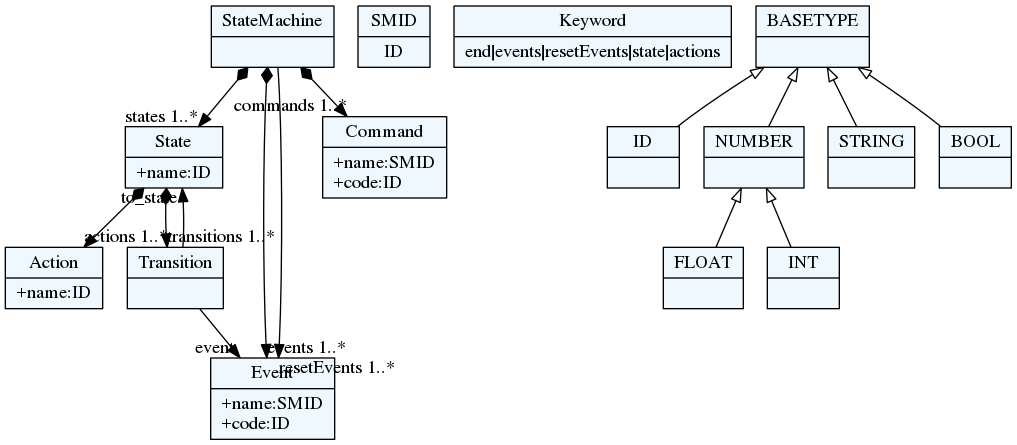 StateMachine
SMID
ID
Keyword
end|events|resetEvents|state|actions
BASETYPE
commands 1..*
states 1..*
State
+name:ID
Command
+name:SMID
+code:ID
ID
NUMBER
STRING
BOOL
to_state
actions 1..*
transitions 1..*
Action
+name:ID
Transition
FLOAT
INT
event
events 1..*
resetEvents 1..*
Event
+name:SMID
+code:ID